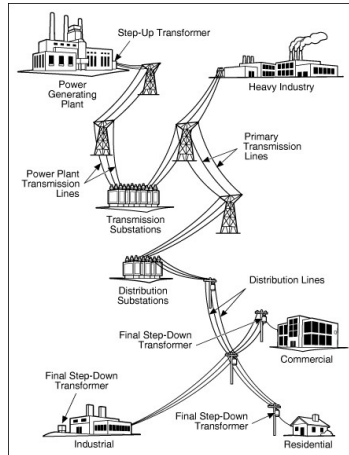 Step-Up Transformer
Power
Generating
Plant
Heavy Industry
Primary
Transmission
Lines
Power Plant
Transmission
Lines
Transmission
Substations
Distribution
Substations
Distribution Lines
Final Step-Down
Transformer
Commercial
Final Step-Down
Transformer
Industrial
Final Step-Down
Transformer
Residential